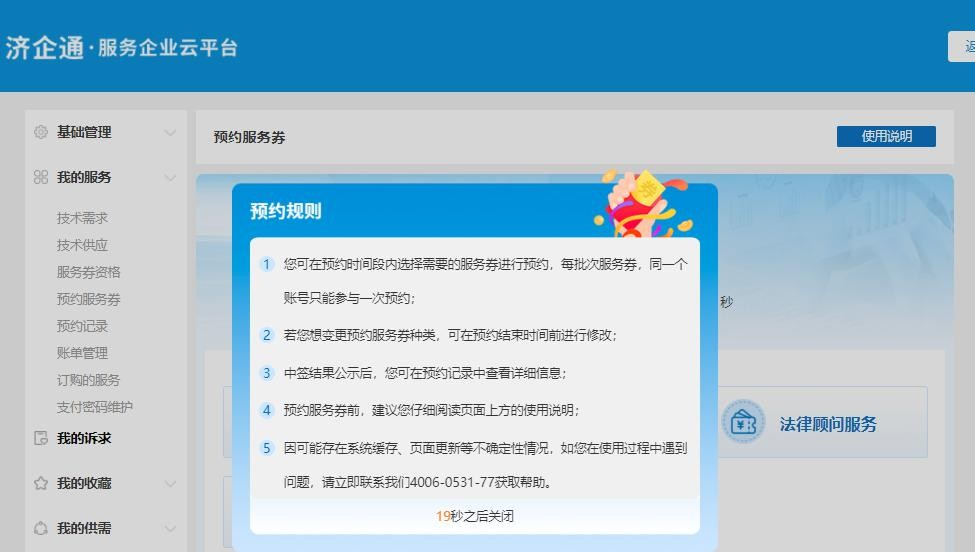 济企通·服务企业云平台
返
基础管理
我的服务
技术需求
技术供应
服务券资格
预约服务券
预约记录
账单管理
订购的服务
支付密码维护
我的诉求
我的收藏
我的供需
预约服务券
使用说明
预约规则
券
1 您可在预约时间段内选择需要的服务券进行预约，每批次服务券，同一个
账号只能参与一次预约；
2 若您想变更预约服务券种类，可在预约结束时间前进行修改；
3 中签结果公示后，您可在预约记录中查看详细信息；
4 预约服务券前，建议您仔细阅读页面上方的使用说明；
5 因可能存在系统缓存、页面更新等不确定性情况，如您在使用过程中遇到
问题，请立即联系我们4006-0531-77获取帮助。
19秒之后关闭
秒
法律顾问服务